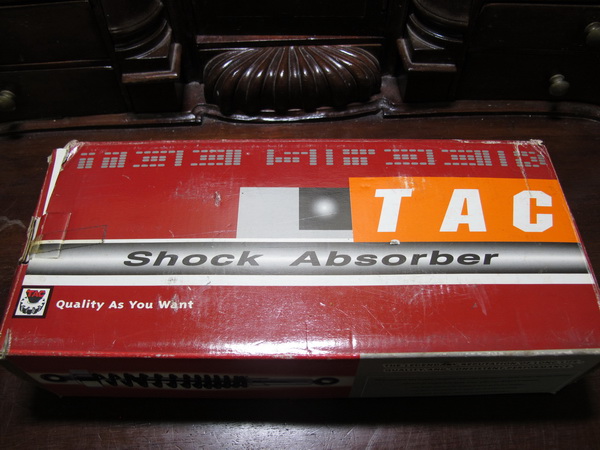 TAC
Shock Absorber
Quality As You Want